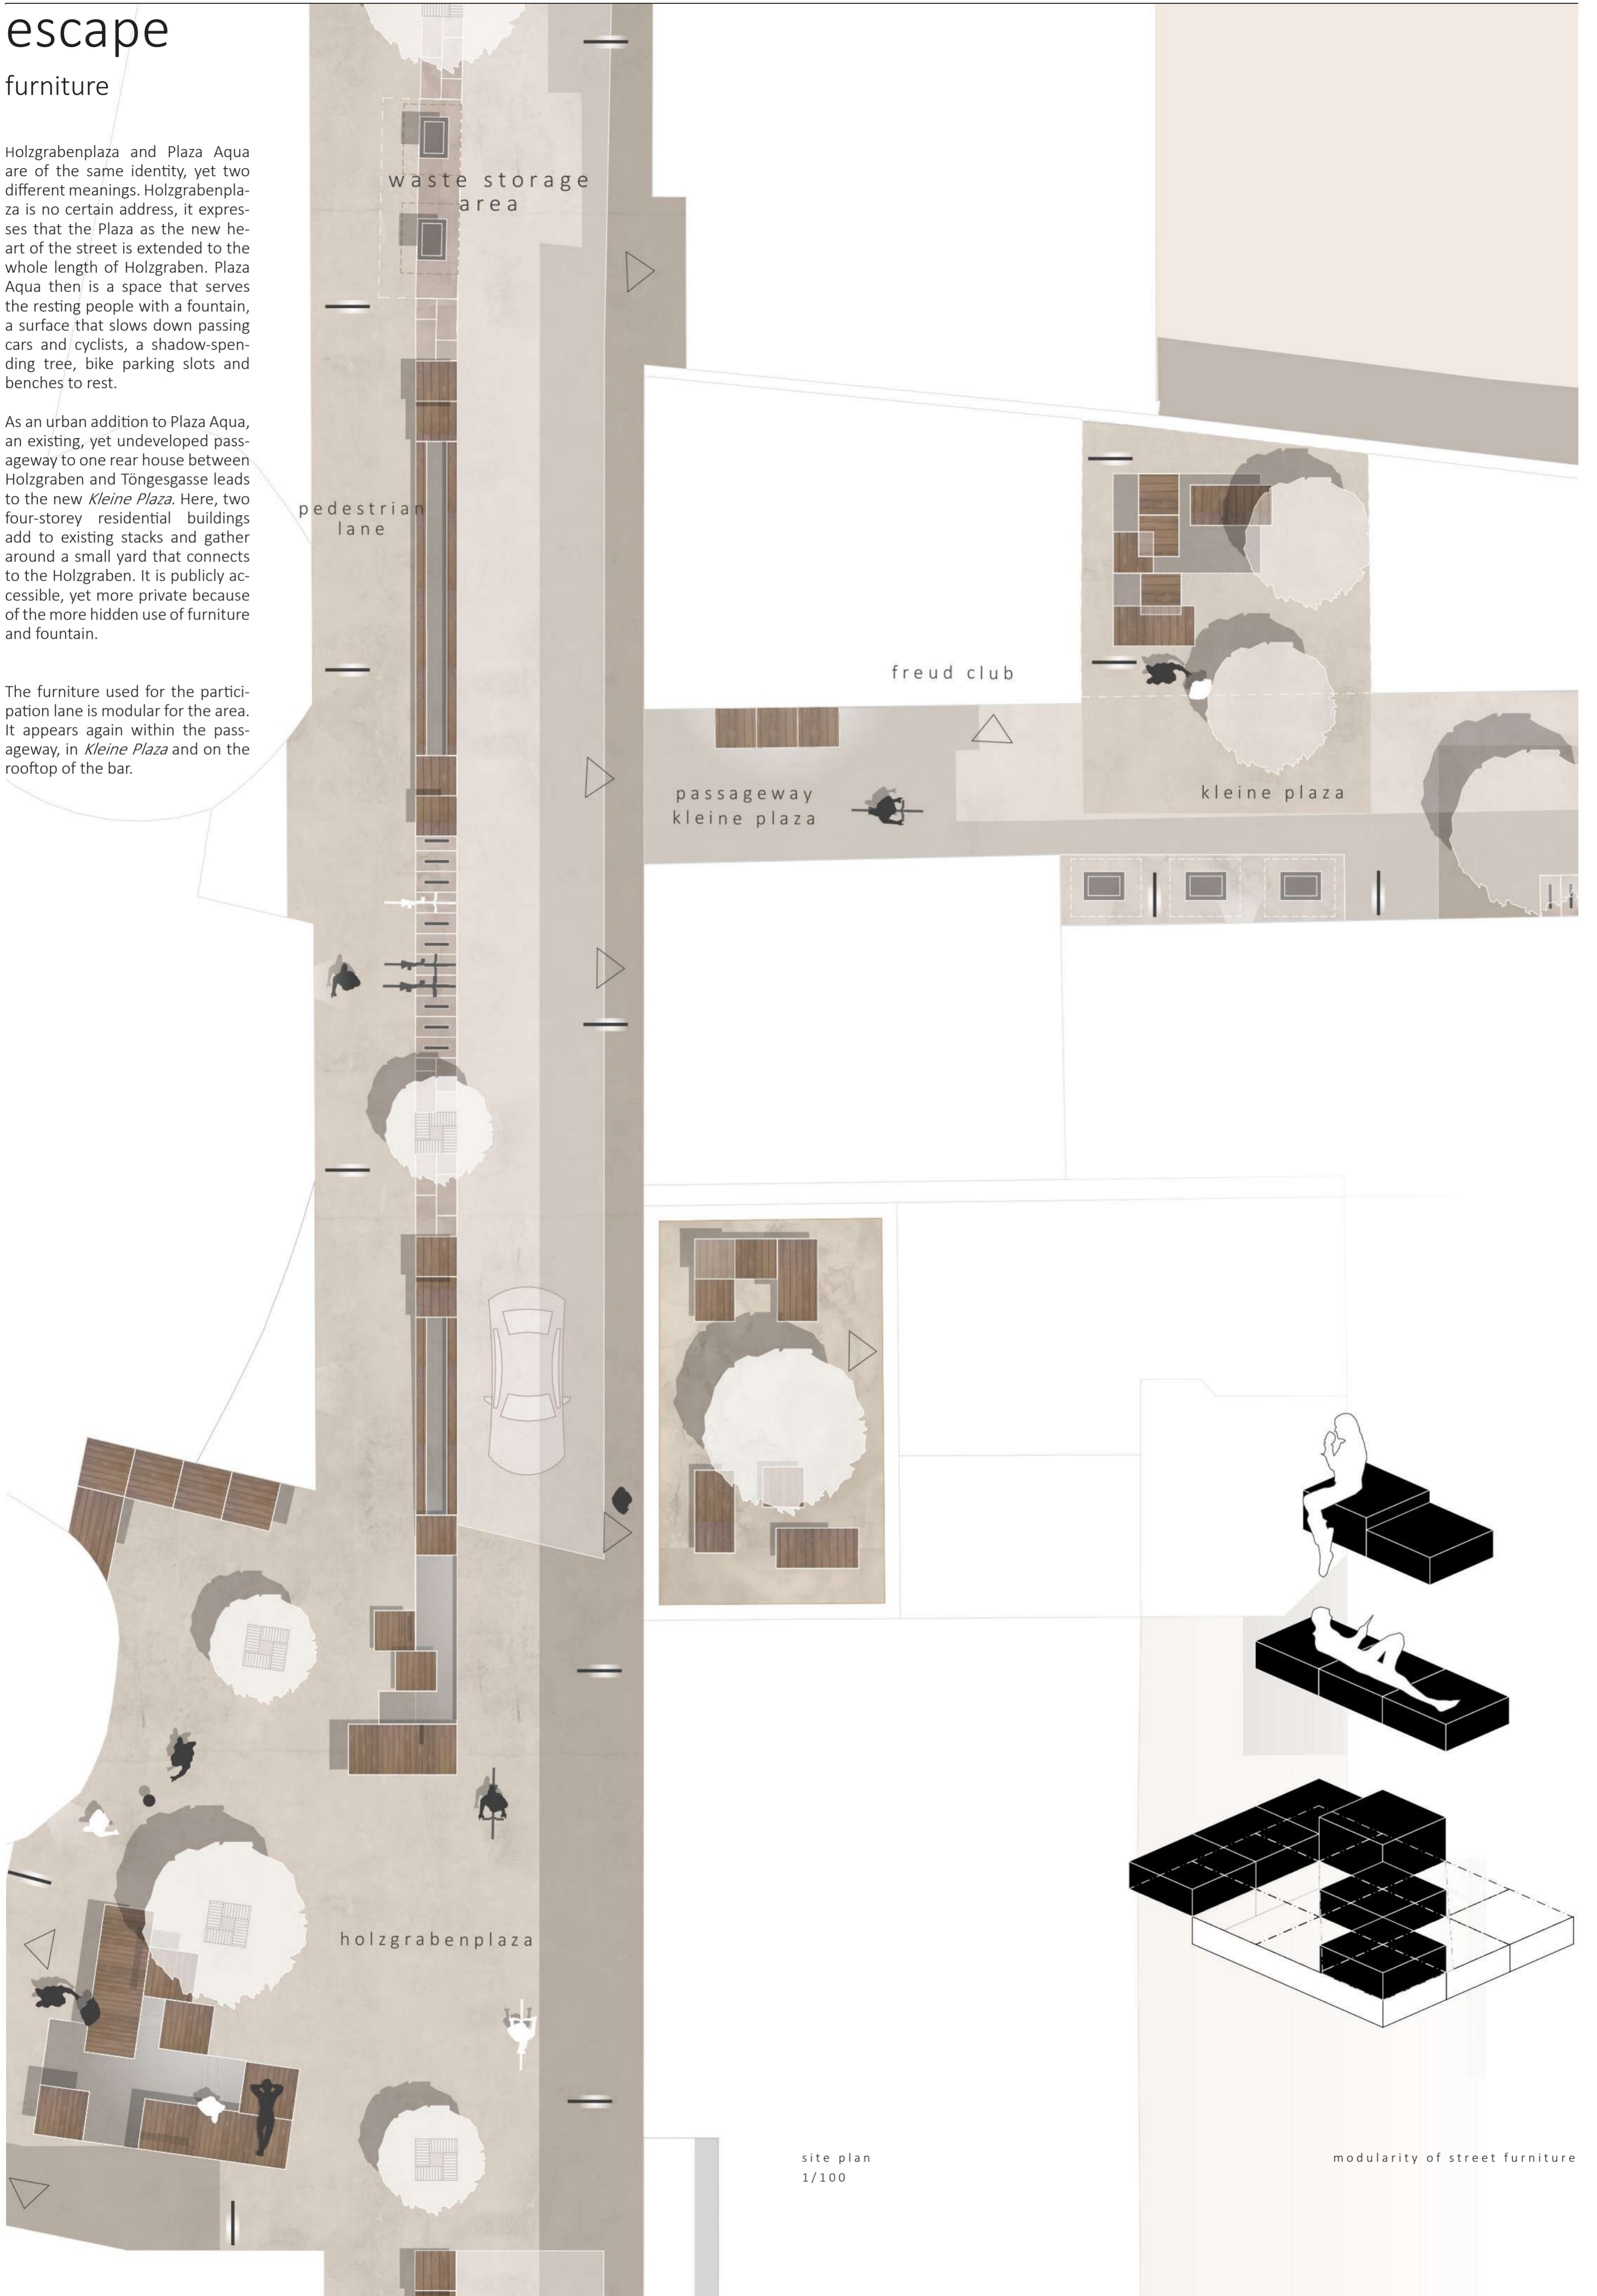 escape
furniture
Holzgrabenplaza and Plaza Aqua
are of the same identity, yet two
different meanings. Holzgrabenpla-
za is no certain address, it expres-
ses that the Plaza as the new he-
art of the street is extended to the
whole length of Holzgraben. Plaza
Aqua then is a space that serves
the resting people with a fountain,
a surface that slows down passing
cars and cyclists, a shadow-spen-
ding tree, bike parking slots and
benches to rest.
As an urban addition to Plaza Aqua,
an existing, yet undeveloped pass-
ageway to one rear house between
Holzgraben and Töngesgasse leads
to the new Kleine Plaza. Here, two
four-storey residential buildings
add to existing stacks and gather
around a small yard that connects
to the Holzgraben. It is publicly ac-
cessible, yet more private because
of the more hidden use of furniture
and fountain.
The furniture used for the partici-
pation lane is modular for the area.
It appears again within the pass-
ageway, in Kleine Plaza and on the
rooftop of the bar.
waste storage
area
pedestrian
lane
freud club
passageway
kleine plaza
kleine plaza
holzgrabenplaza
site plan
1/100
modularity of street furniture